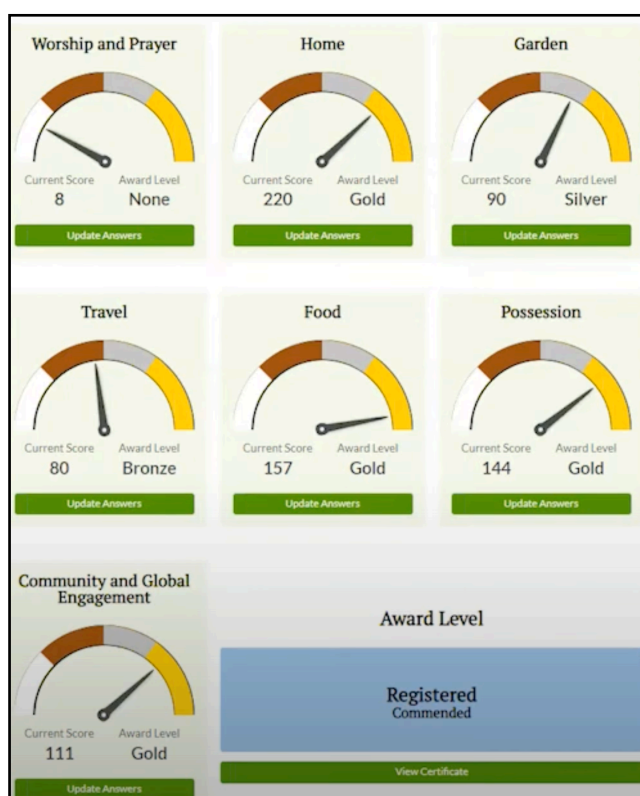 Worship and Prayer
Current Score Award Level
8 None
Update Answers
Home
Current Score Award Level
220 Gold
Update Answers
Garden
Current Score Award Level
90 Silver
Update Answers
Travel
Current Score Award Level
80 Bronze
Update Answers
Food
Current Score Award Level
157 Gold
Update Answers
Possession
Current Score Award Level
144 Gold
Update Answers
Community and Global
Engagement
Current Score Award Level
111 Gold
Update Answers
Award Level
Registered
Commended
View Certificate